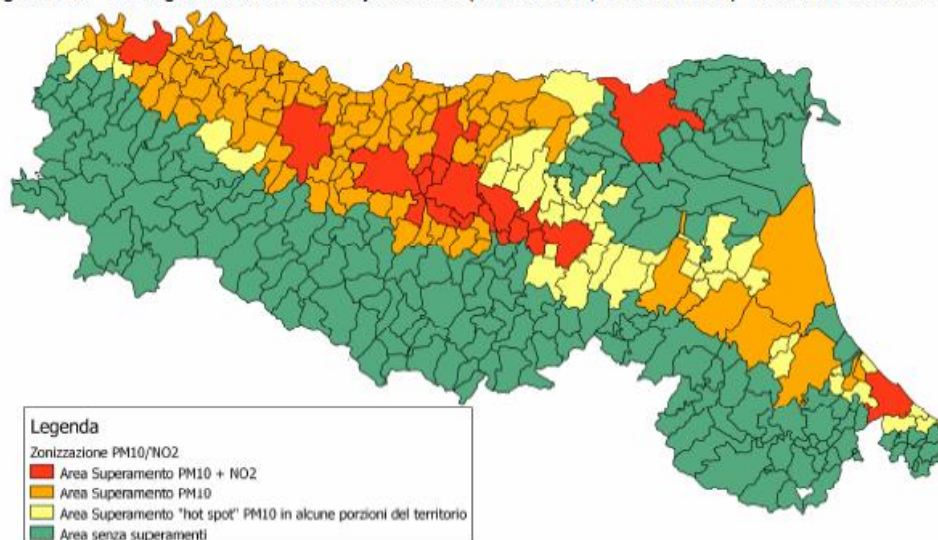 Legenda
Zonizzazione PM10/NO2
Area Superamento PM10 + NO2
Area Superamento PM10
Area Superamento "hot spot" PM10 in alcune porzioni del territorio
Area senza superamenti